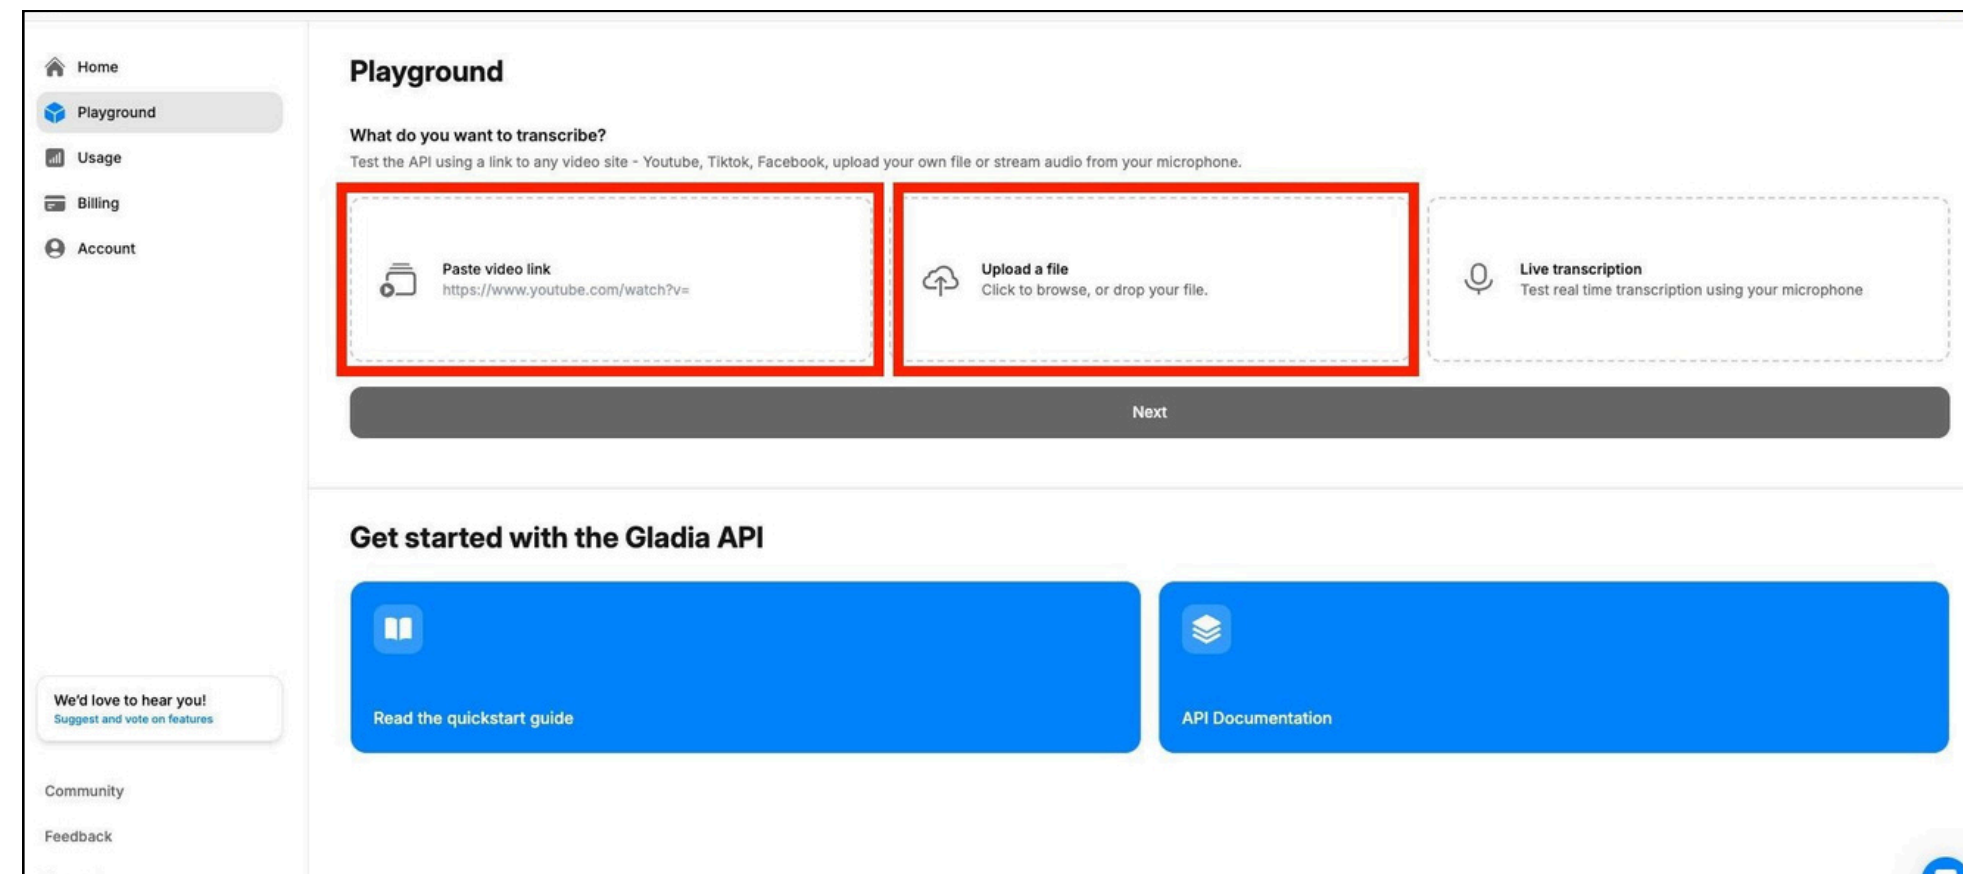 Home
Playground
Usage
Billing
Account
Playground
What do you want to transcribe?
Test the API using a link to any video site - Youtube, Tiktok, Facebook, upload your own file or stream audio from your microphone.
Paste video link
https://www.youtube.com/watch?v=
Upload a file
Click to browse, or drop your file.
Live transcription
Test real time transcription using your microphone
Next
Get started with the Gladia API
Read the quickstart guide
API Documentation
We'd love to hear you!
Suggest and vote on features
Community
Feedback